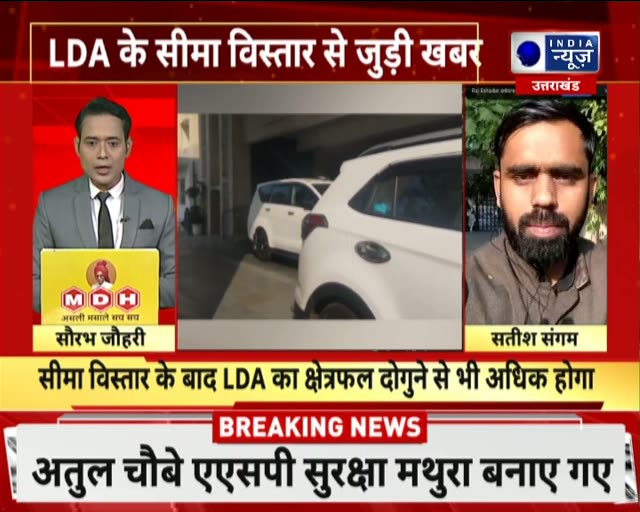 LDA के सीमा विस्तार से जुड़ी खबर
INDIA
न्यूज़
उत्तराखंड
MDH
असली मसाले सच सच
सौरभ जौहरी
सतीश संगम
सीमा विस्तार के बाद LDA का क्षेत्रफल दोगुने से भी अधिक होगा
BREAKING NEWS
अतुल चौबे एएसपी सुरक्षा मथुरा बनाए गए